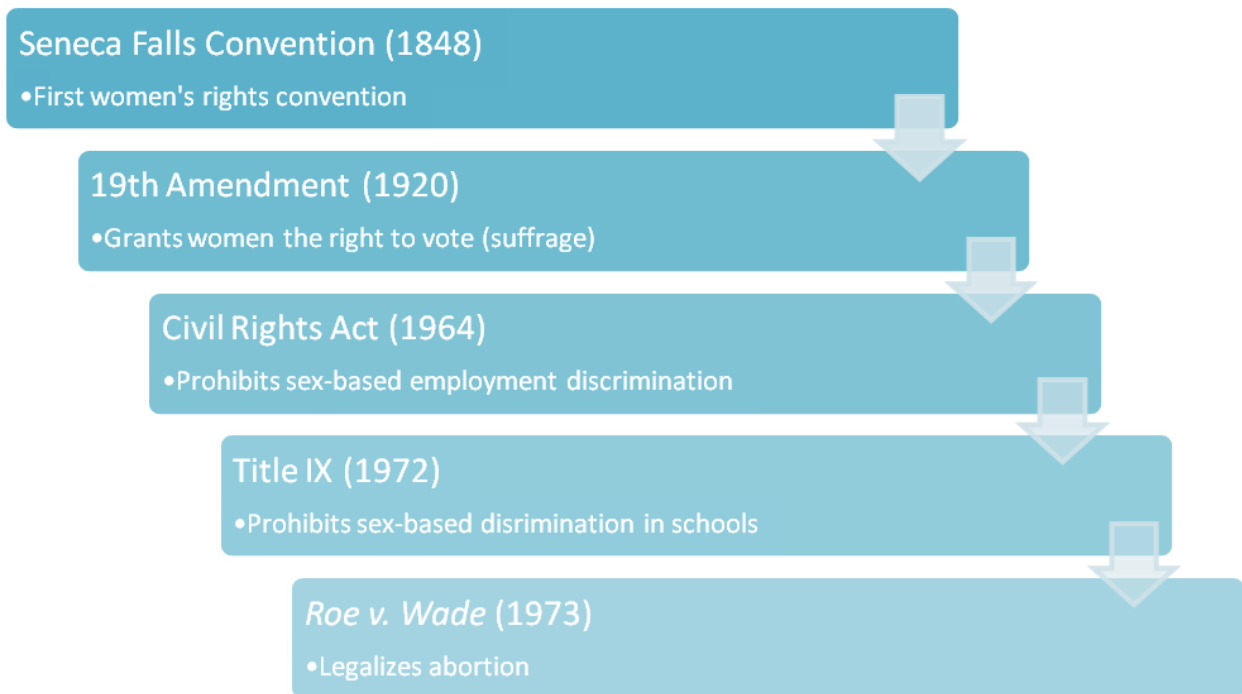 Seneca Falls Convention (1848)
•First women's rights convention
19th Amendment (1920)
•Grants women the right to vote (suffrage)
Civil Rights Act (1964)
•Prohibits sex-based employment discrimination
Title IX (1972)
•Prohibits sex-based disrimination in schools
Roe v. Wade (1973)
•Legalizes abortion